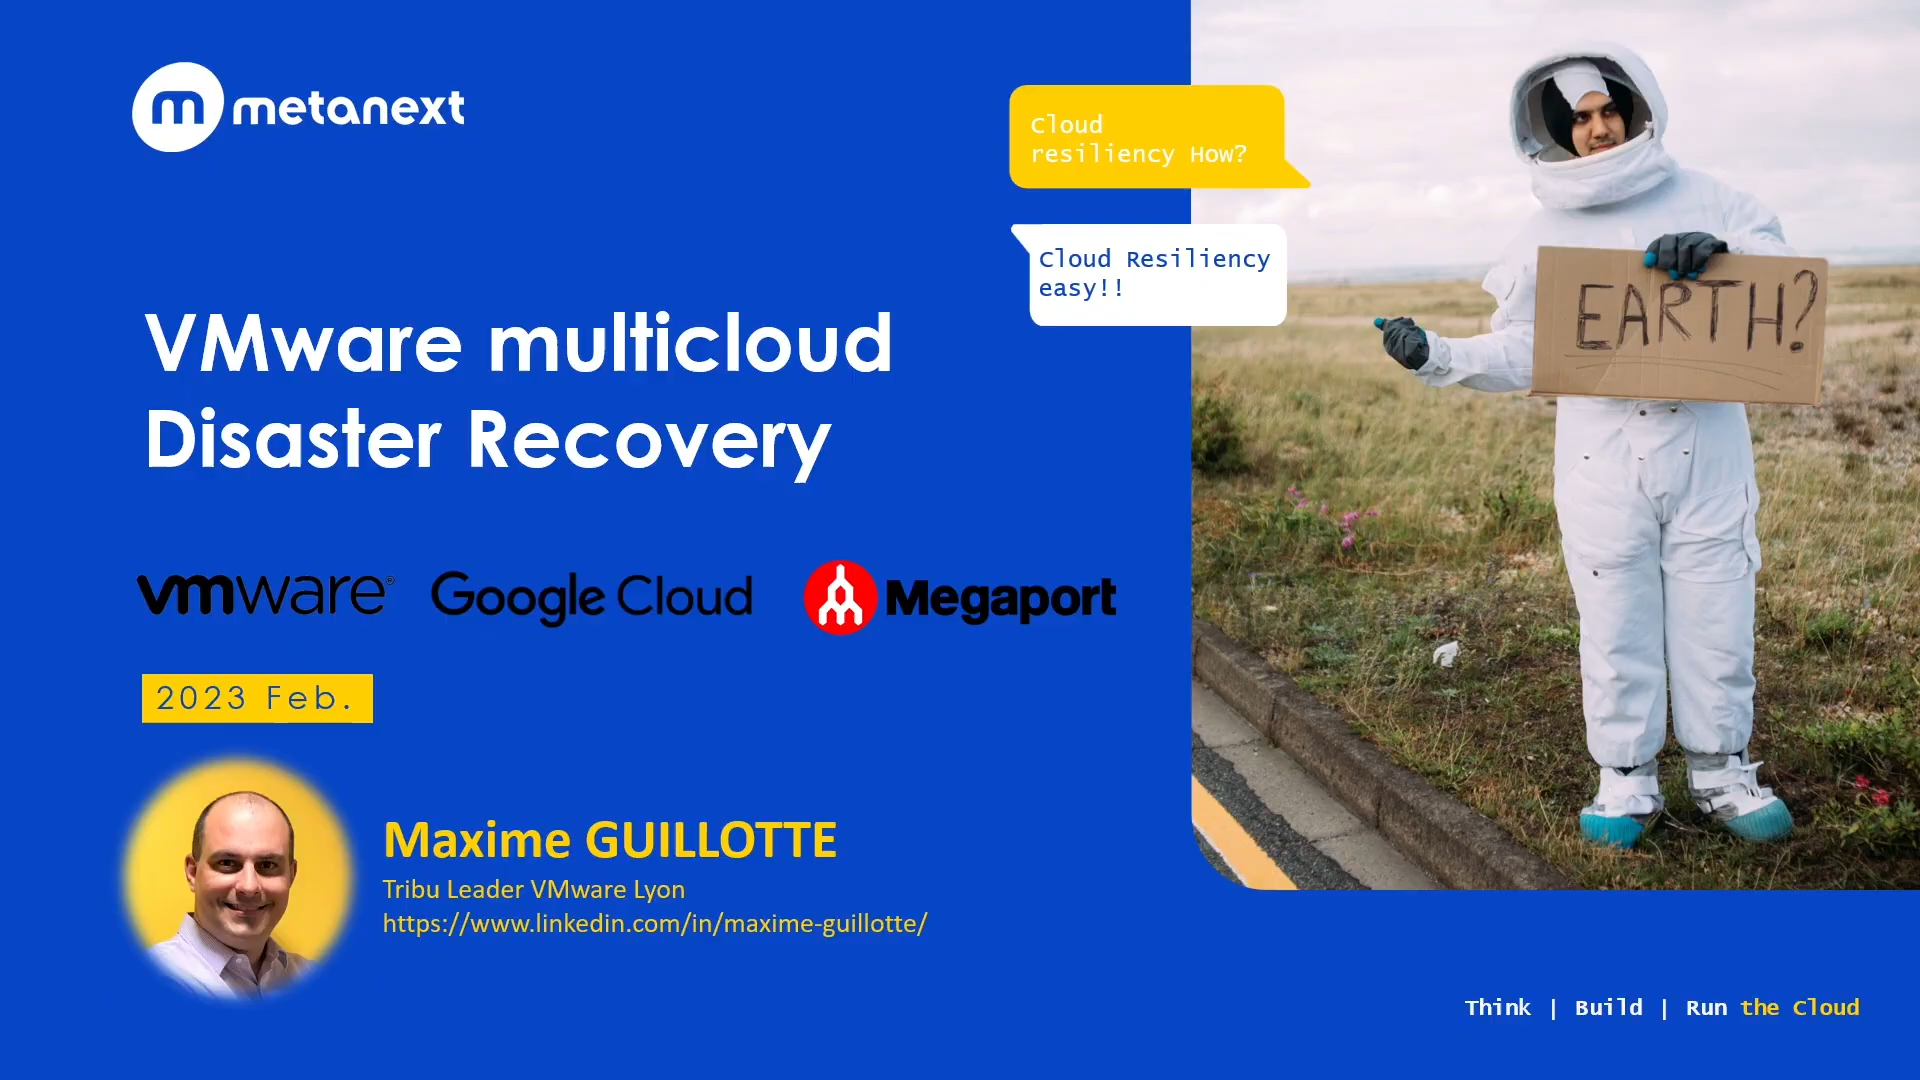 metanext
Cloud
resiliency How?
Cloud Resiliency
easy!!
EARTH?
VMware multicloud
Disaster Recovery
vmware®
Google Cloud
Megaport
2023 Feb.
Maxime GUILLOTTE
Tribu Leader VMware Lyon
https://www.linkedin.com/in/maxime-guillotte/
Think | Build | Run the Cloud